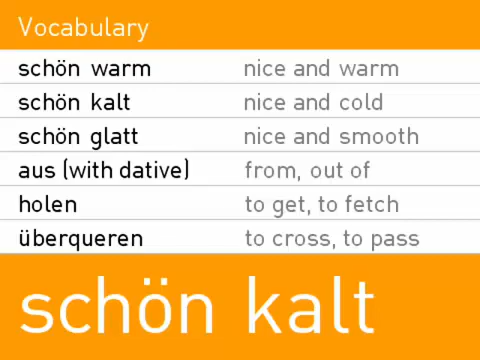 Vocabulary
schön warm nice and warm
schön kalt nice and cold
schön glatt nice and smooth
aus (with dative) from, out of
holen to get, to fetch
überqueren to cross, to pass
schön kalt